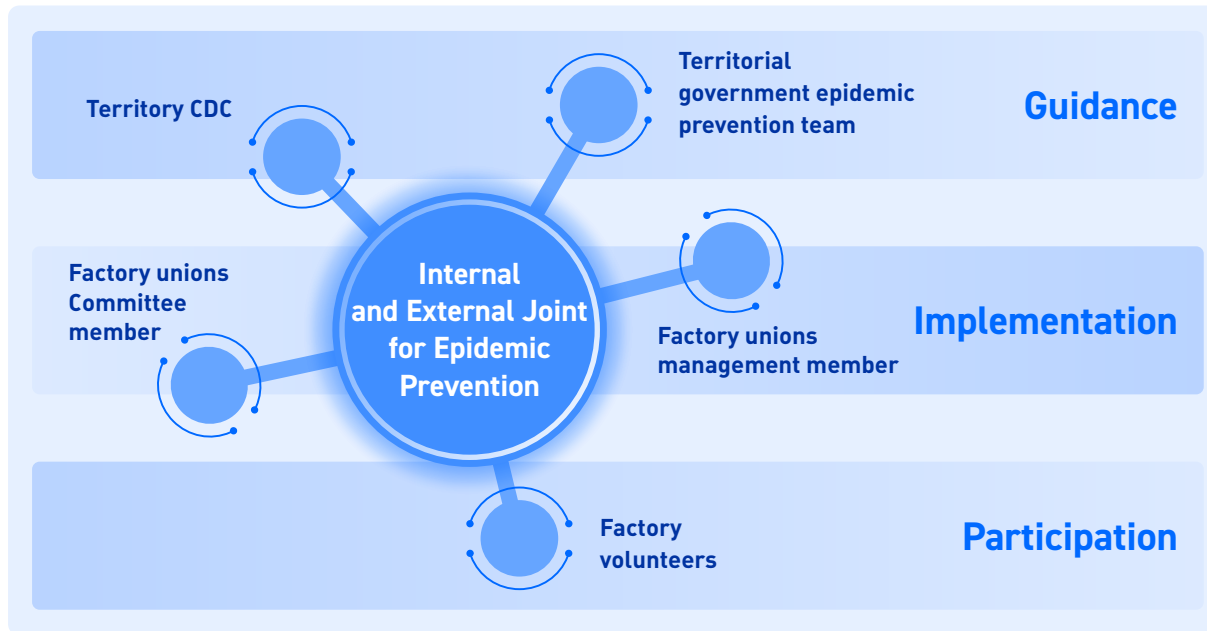 Territory CDC
Territorial
government epidemic
prevention team
Guidance
Internal
and External Joint
for Epidemic
Prevention
Factory unions
Committee
member
Factory unions
management member
Implementation
Factory
volunteers
Participation